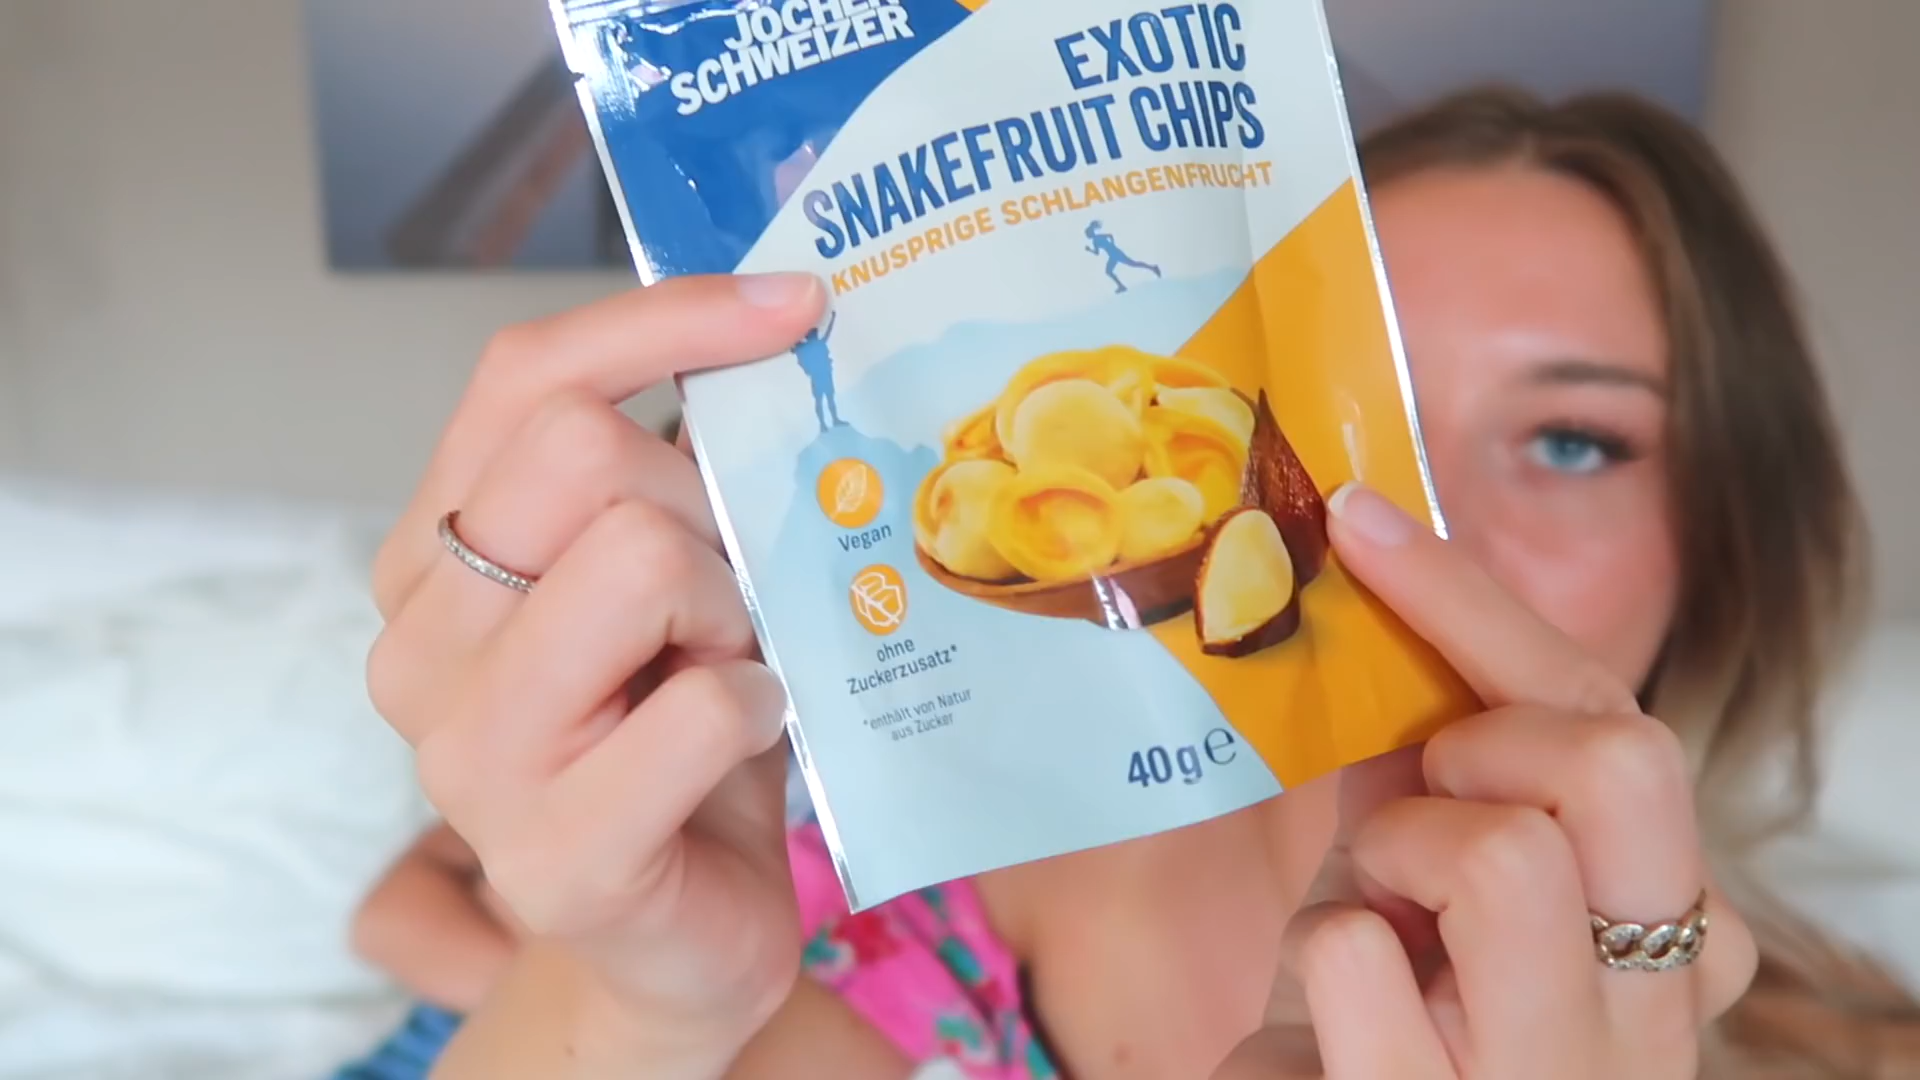 JOCHEN
SCHWEIZER
EXOTIC
SNAKEFRUIT CHIPS
KNUSPRIGE SCHLANGENFRUCHT
Vegan
ohne
Zuckerzusatz*
*enthält von Natur
aus Zucker
40g℮